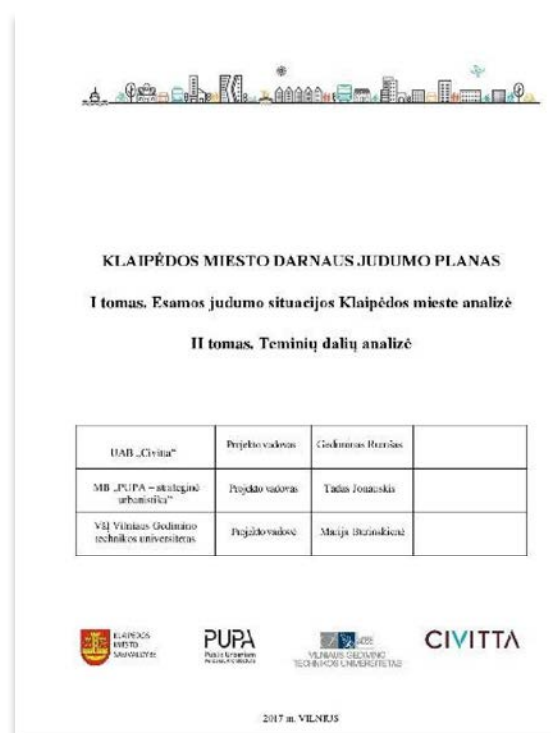 KLAIPĖDOS MIESTO DARNAUS JUDUMO PLANAS
I tomas. Esamos judumo situacijos Klaipėdos mieste analizė
II tomas. Teminių dalių analizė
UAB „Civitta“
Projekto vadovas
Gediminas
MB „PUPA – strateginė
urbanistika“
Projekto vadovas
Tadas Jonauskis
VšĮ Vilniaus Gedimino
technikos universitetas
Projekto vadovė
Marija Burinskienė
KLAIPĖDOS
MIESTO
SAVIVALDYBĖ
PUPA
VILNIAUS GEDIMINO
TECHNIKOS UNIVERSITETAS
CIVITTA
2017 m. VILNIUS